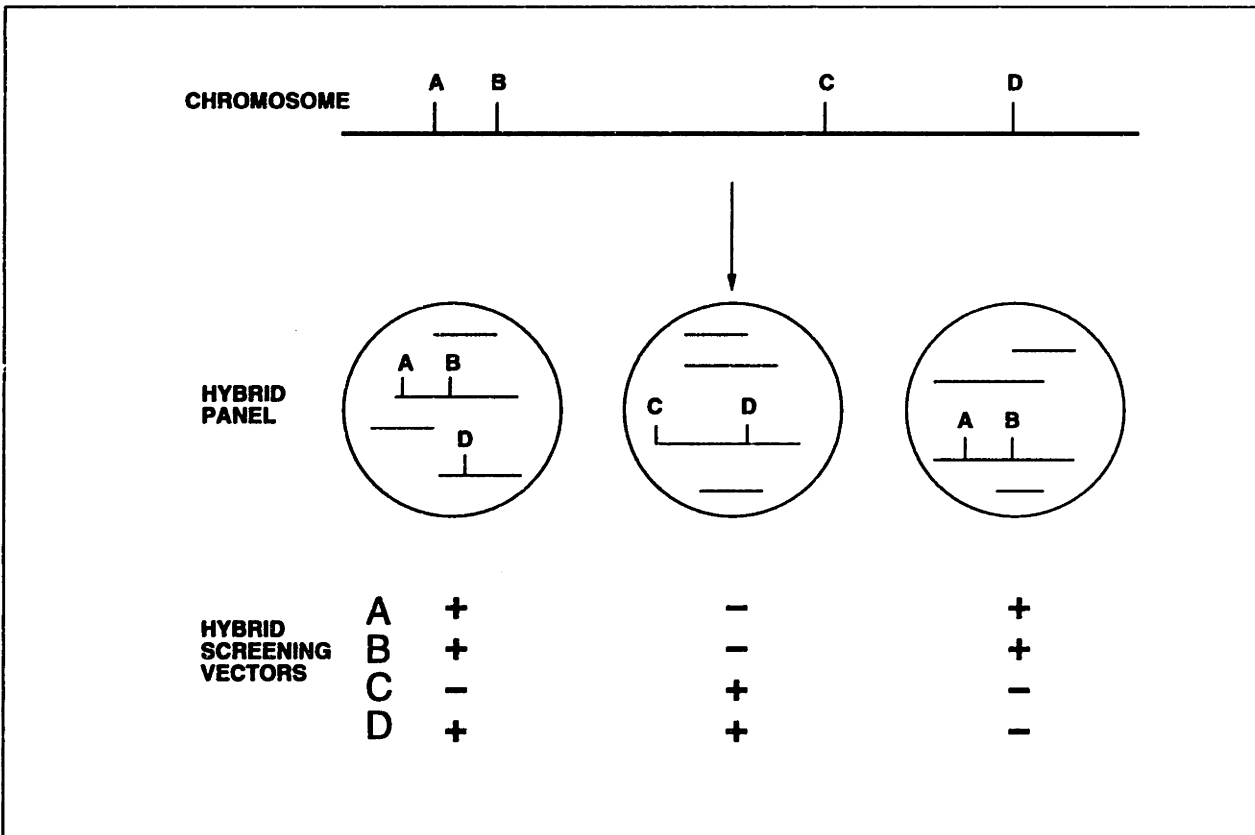 A B C D
CHROMOSOME
HYBRID
PANEL
A B
D
C D
A B
HYBRID
SCREENING
VECTORS
A + − +
B + − +
C − + −
D + + −